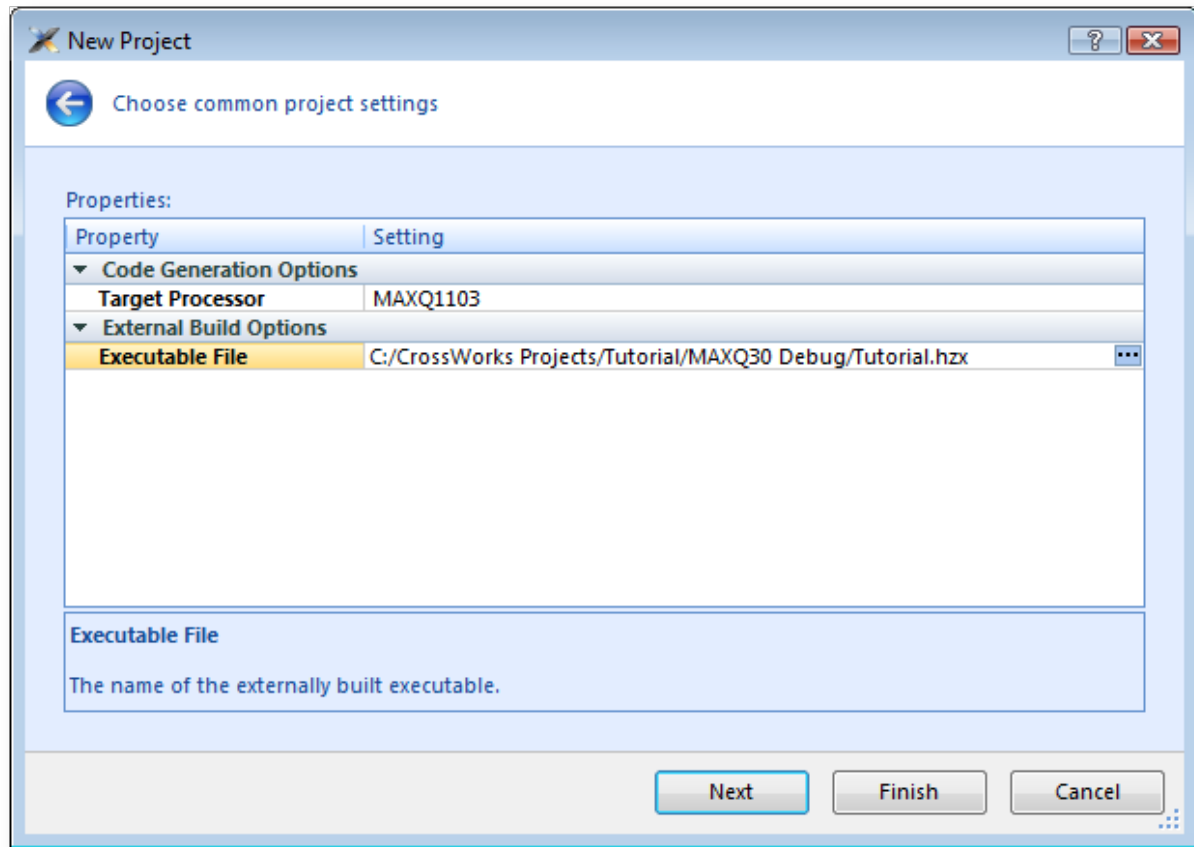 New Project
Choose common project settings
Properties:
Property Setting
Code Generation Options
Target Processor MAXQ1103
External Build Options
Executable File C:/CrossWorks Projects/Tutorial/MAXQ30 Debug/Tutorial.hzx
Executable File
The name of the externally built executable.
Next Finish Cancel